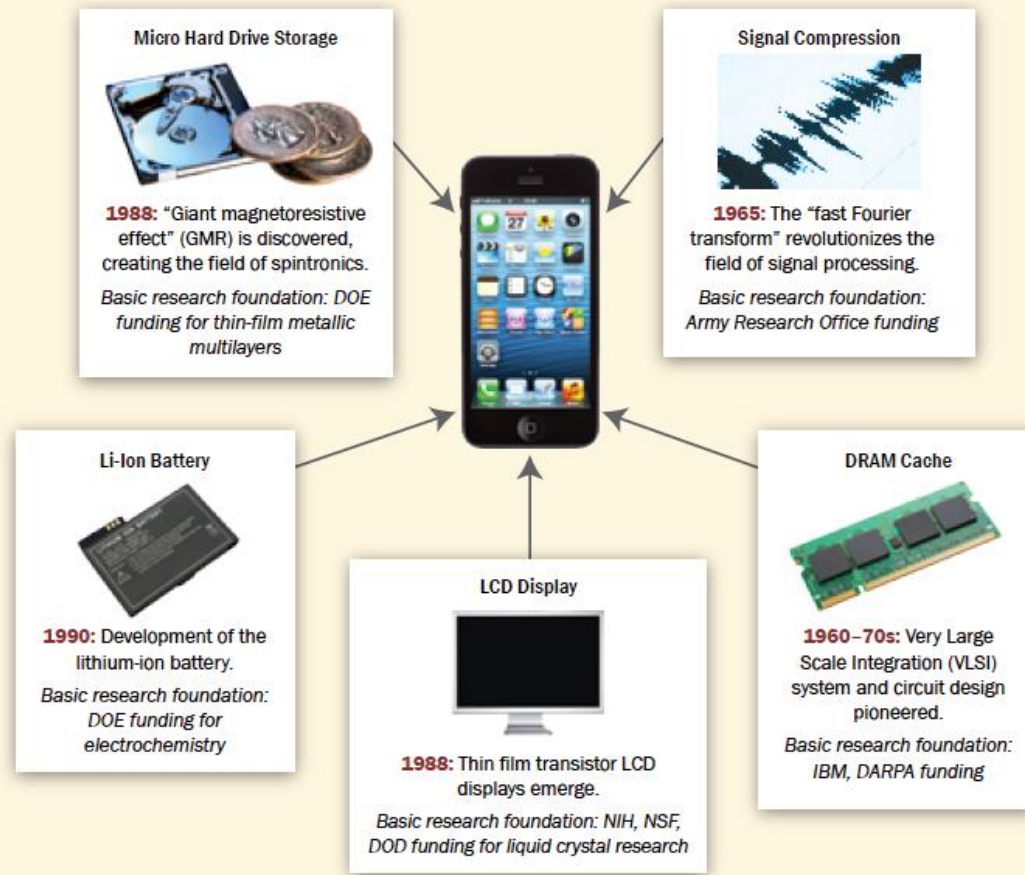 Micro Hard Drive Storage
1988: “Giant magnetoresistive
effect” (GMR) is discovered,
creating the field of spintronics.
Basic research foundation: DOE
funding for thin-film metallic
multilayers
Signal Compression
1965: The “fast Fourier
transform” revolutionizes the
field of signal processing.
Basic research foundation:
Army Research Office funding
27
Li-Ion Battery
1990: Development of the
lithium-ion battery.
Basic research foundation:
DOE funding for
electrochemistry
LCD Display
1988: Thin film transistor LCD
displays emerge.
Basic research foundation: NIH, NSF,
DOD funding for liquid crystal research
DRAM Cache
1960–70s: Very Large
Scale Integration (VLSI)
system and circuit design
pioneered.
Basic research foundation:
IBM, DARPA funding